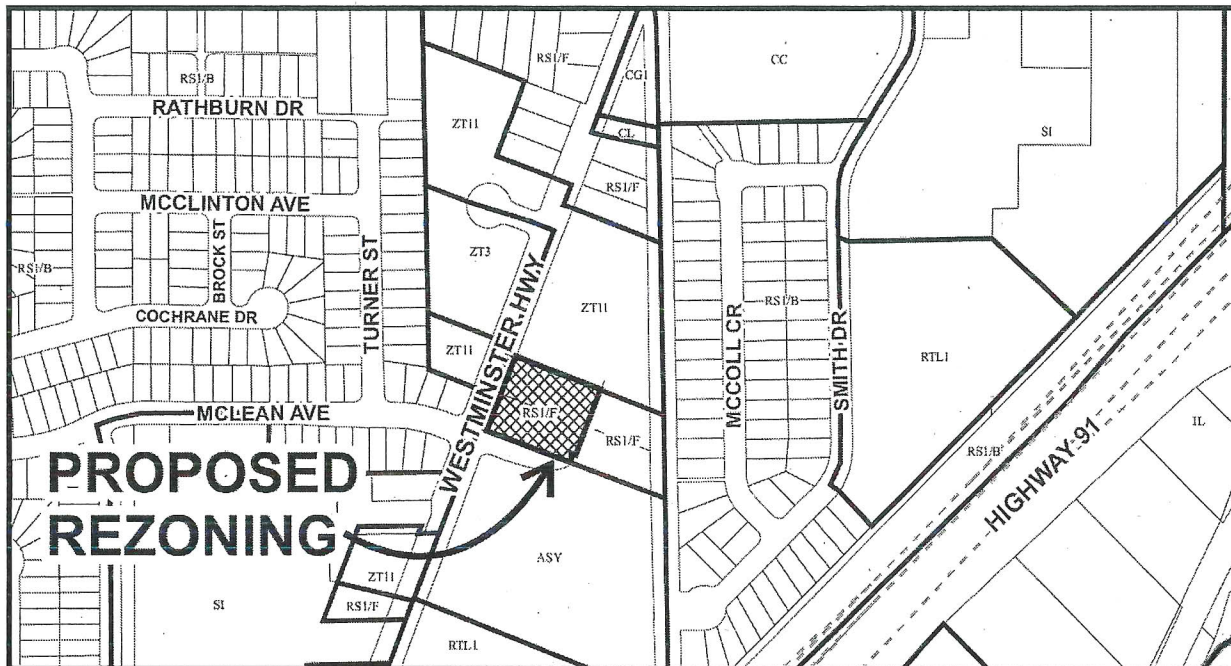 RS1/B
RS1/F
CG1
CC
RATHBURN DR
ZT11
CL
SI
RS1/F
MCCLINTON AVE
BROCK ST
TURNER ST
ZT3
WESTMINSTER HWY
RS1/B
ZT11
MCCOLL CR
RS1/B
SMITH DR
COCHRANE DR
ZT11
RTL1
MCLEAN AVE
RS1/F
RS1/F
RS1/B
HIGHWAY 91
IL
PROPOSED
REZONING
ASY
ZT11
SI
RS1/F
RTL1